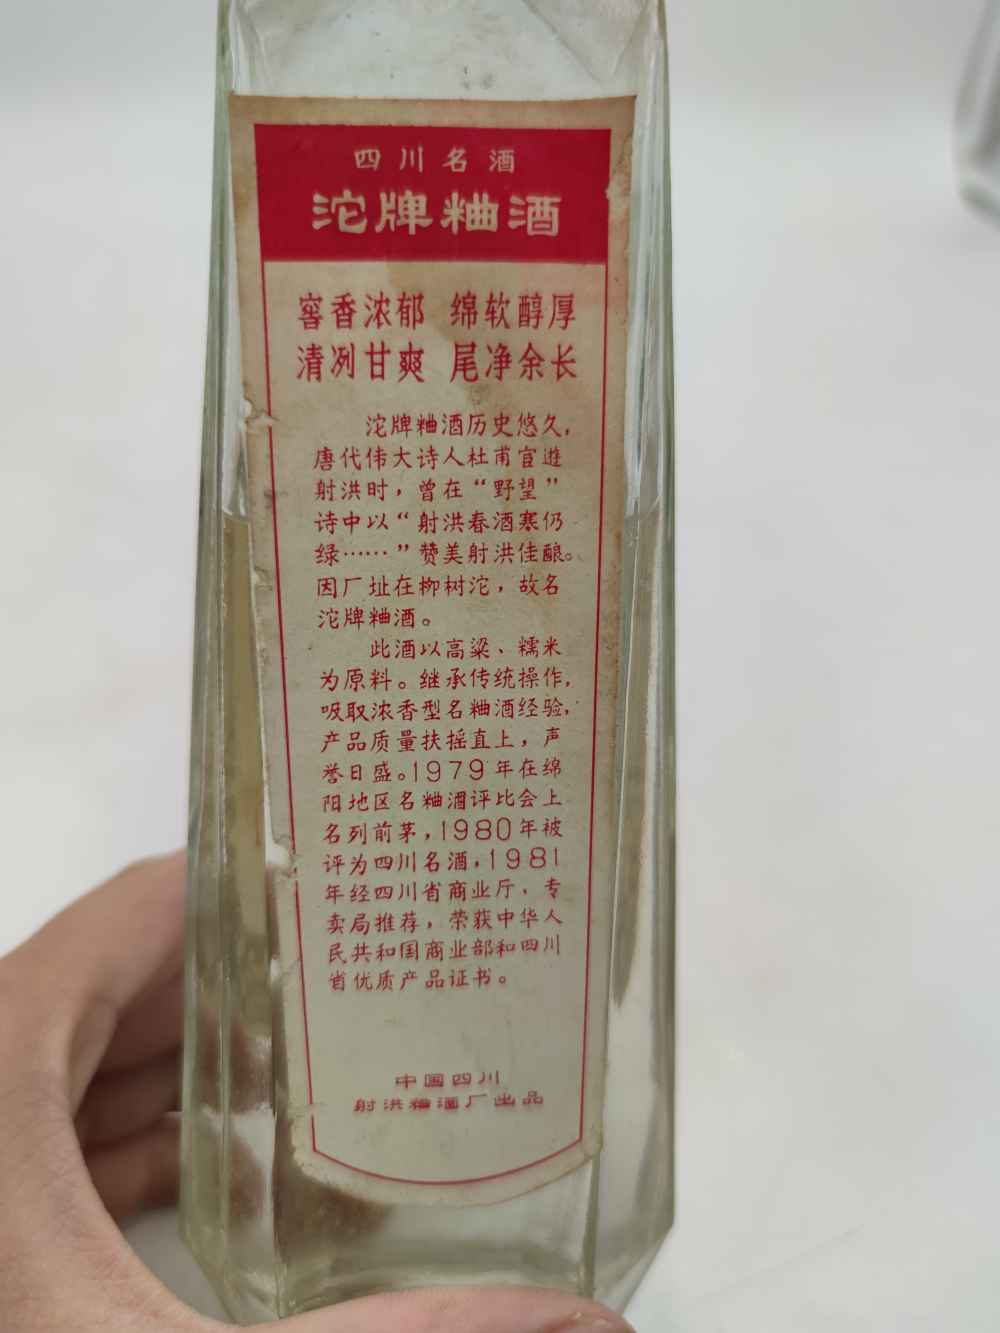 四川名酒
沱牌粬酒
窖香浓郁 绵软醇厚
清冽甘爽 尾净余长
沱牌粬酒历史悠久,
唐代伟大诗人杜甫宦遊
射洪时，曾在“野望”
诗中以“射洪春酒寒仍
绿……”赞美射洪佳酿。
因厂址在柳树沱，故名
沱牌粬酒。
此酒以高粱、糯米
为原料。继承传统操作,
吸取浓香型名粬酒经验,
产品质量扶摇直上，声
誉日盛。1979年在绵
阳地区名粬酒评比会上
名列前茅，1980年被
评为四川名酒，1981
年经四川省商业厅、专
卖局推荐，荣获中华人
民共和国商业部和四川
省优质产品证书。
中国四川
射洪粬酒厂出品